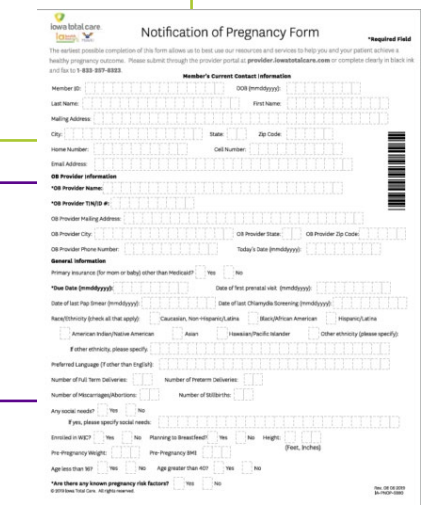 iowa total care
Notification of Pregnancy Form
*Required Field
The earliest possible completion of this form allows us to best use our resources and services to help you and your patient achieve a
healthy pregnancy outcome. Please submit through the provider portal at provider.iowatotalcare.com or complete clearly in black ink
and fax to 1-833-257-8323.
Member's Current Contact Information
Member ID: DOB (mmddyyyy):
Last Name: First Name:
Mailing Address:
City: State: Zip Code:
Home Number: Cell Number:
Email Address:
OB Provider Information
*OB Provider Name:
*OB Provider TIN/ID #:
OB Provider Mailing Address:
OB Provider City: OB Provider State: OB Provider Zip Code:
OB Provider Phone Number: Today's Date (mmddyyyy):
General Information
Primary Insurance (for mom or baby) other than Medicaid? Yes No
*Due Date (mmddyyyy): Date of first prenatal visit (mmddyyyy):
Date of last Pap Smear (mmddyyyy): Date of last Chlamydia Screening (mmddyyyy):
Race/Ethnicity (check all that apply): Caucasian, Non-Hispanic/Latina Black/African American Hispanic/Latina
American Indian/Native American Asian Hawaiian/Pacific Islander Other ethnicity (please specify):
If other ethnicity, please specify:
Preferred Language (if other than English):
Number of Full Term Deliveries: Number of Preterm Deliveries:
Number of Miscarriages/Abortions: Number of Stillbirths:
Any social needs? Yes No
If yes, please specify social needs:
Enrolled in WIC? Yes No Planning to Breastfeed? Yes No Height:
(Feet, Inches)
Pre-Pregnancy Weight: Pre-Pregnancy BMI:
Age less than 16? Yes No Age greater than 40? Yes No
*Are there any known pregnancy risk factors? Yes No
© 2019 Iowa Total Care. All rights reserved.